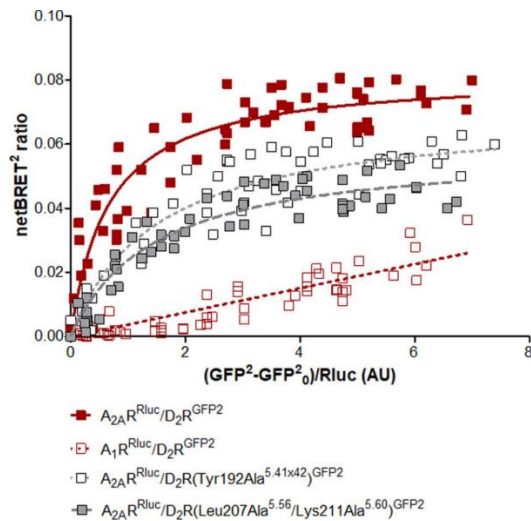 0.10
0.08
0.06
0.04
0.02
0.00
netBRET² ratio
0 2 4 6 8
(GFP²-GFP²₀)/Rluc (AU)
A₂ₐR^Rluc/D₂R^GFP2
A₁R^Rluc/D₂R^GFP2
A₂ₐR^Rluc/D₂R(Tyr192Ala^5.41x42)^GFP2
A₂ₐR^Rluc/D₂R(Leu207Ala^5.56/Lys211Ala^5.60)^GFP2